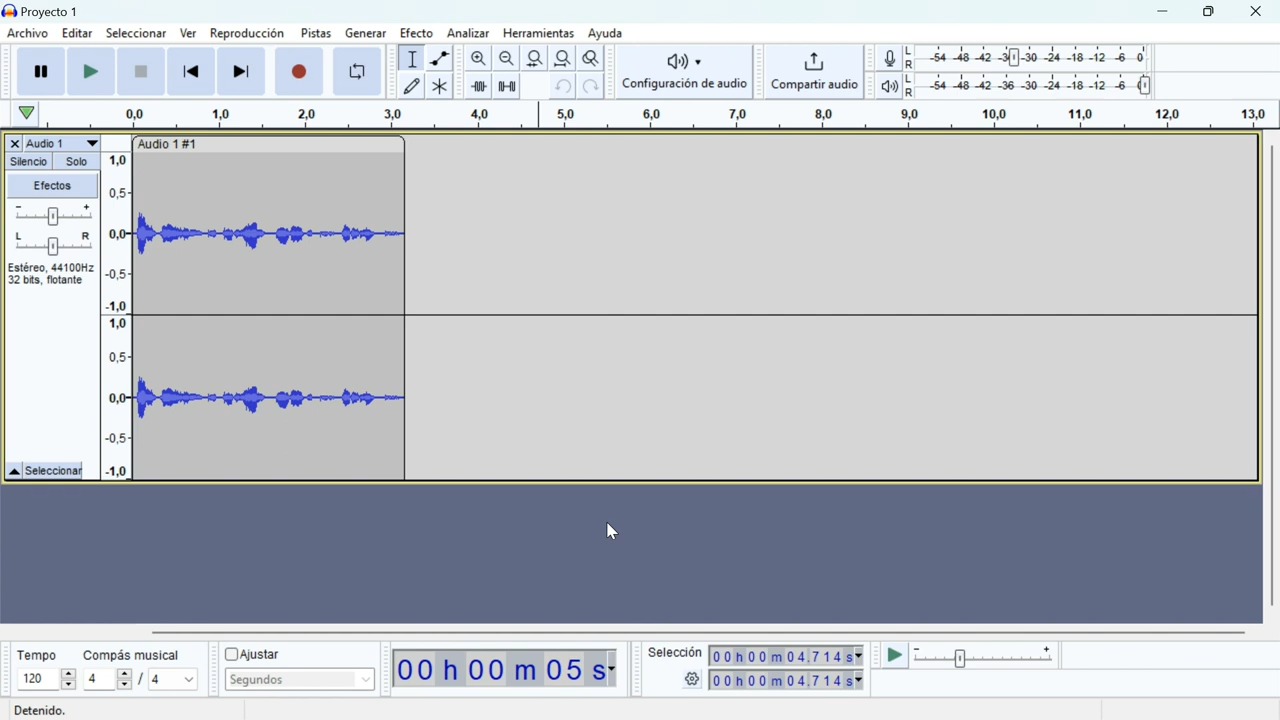 Proyecto 1
Archivo Editar Seleccionar Ver Reproducción Pistas Generar Efecto Analizar Herramientas Ayuda
Configuración de audio
Compartir audio
L
R
-54 -48 -42 -30 -24 -18 -12 -6 0
L
R
-54 -48 -42 -36 -30 -24 -18 -12 -6
0,0 1,0 2,0 3,0 4,0 5,0 6,0 7,0 8,0 9,0 10,0 11,0 12,0 13,0
Audio 1
Audio 1 #1
Silencio Solo
Efectos
- +
L R
Estéreo, 44100Hz
32 bits, flotante
1,0
0,5
0,0
-0,5
-1,0
1,0
0,5
0,0
-0,5
-1,0
Seleccionar
Tempo
120
Compás musical
4 / 4
Ajustar
Segundos
00 h 00 m 05 s
Selección
00 h 00 m 04.714 s
00 h 00 m 04.714 s
- +
Detenido.